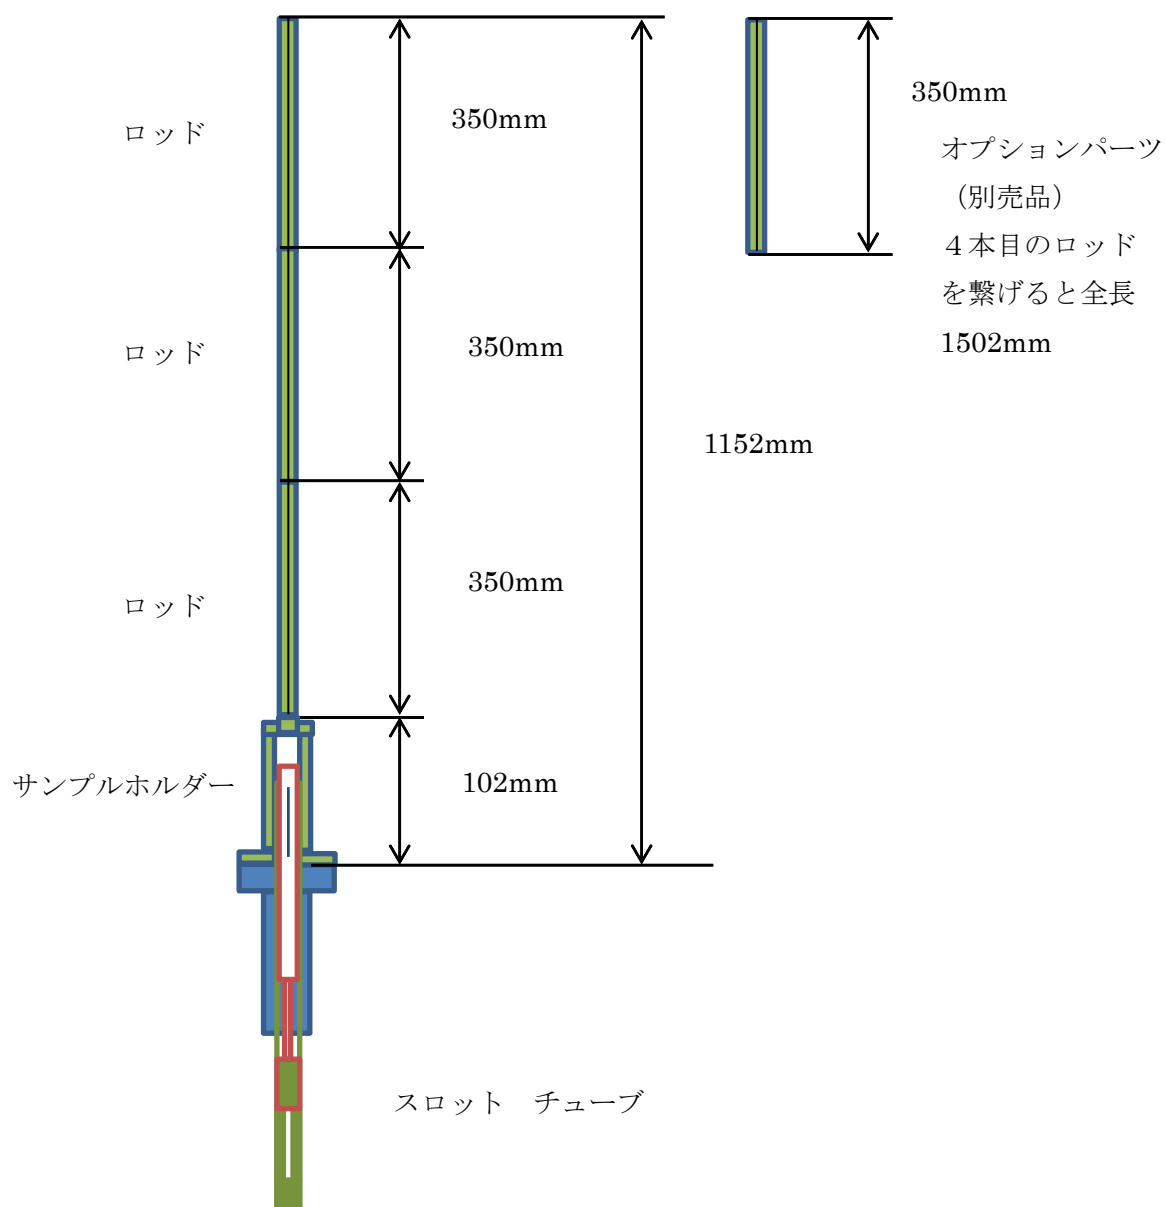 350mm
350mm
ロッド
オプションパーツ
（別売品）
４本目のロッド
を繋げると全長
1502mm
350mm
ロッド
1152mm
350mm
ロッド
サンプルホルダー
102mm
スロット　チューブ